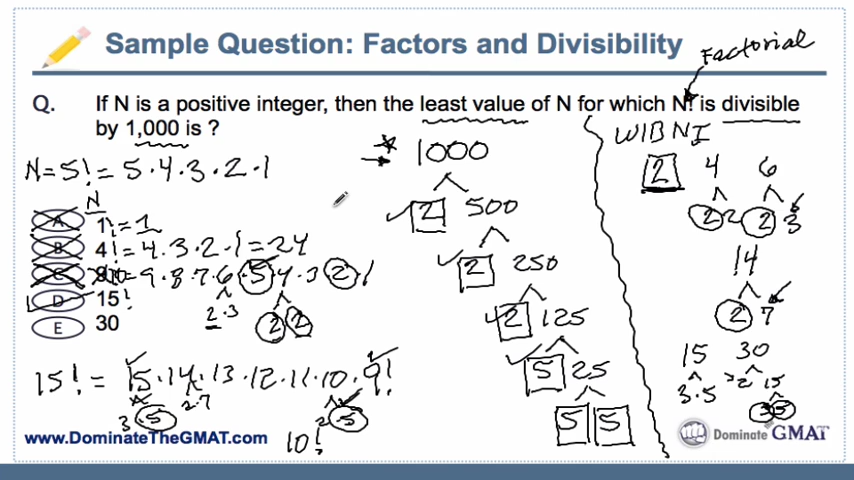 Sample Question: Factors and Divisibility
Factorial
Q. If N is a positive integer, then the least value of N for which N! is divisible
by 1,000 is ?
N=5! = 5·4·3·2·1
N
A 1! = 1
B 4! = 4·3·2·1=24
C = 9·8·7·6·5·4·3·2·1
2·3
2 2
D 15!
E 30
15! = 15·14·13·12·11·10·9!
3·5 2·7 2·5
10!
1000
2 500
2 250
2 125
5 25
5 5
WIBNI
2 4 6
2 2 2 3
14
2 7
15 30
3·5 2 15
3 5
www.DominateTheGMAT.com
Dominate GMAT